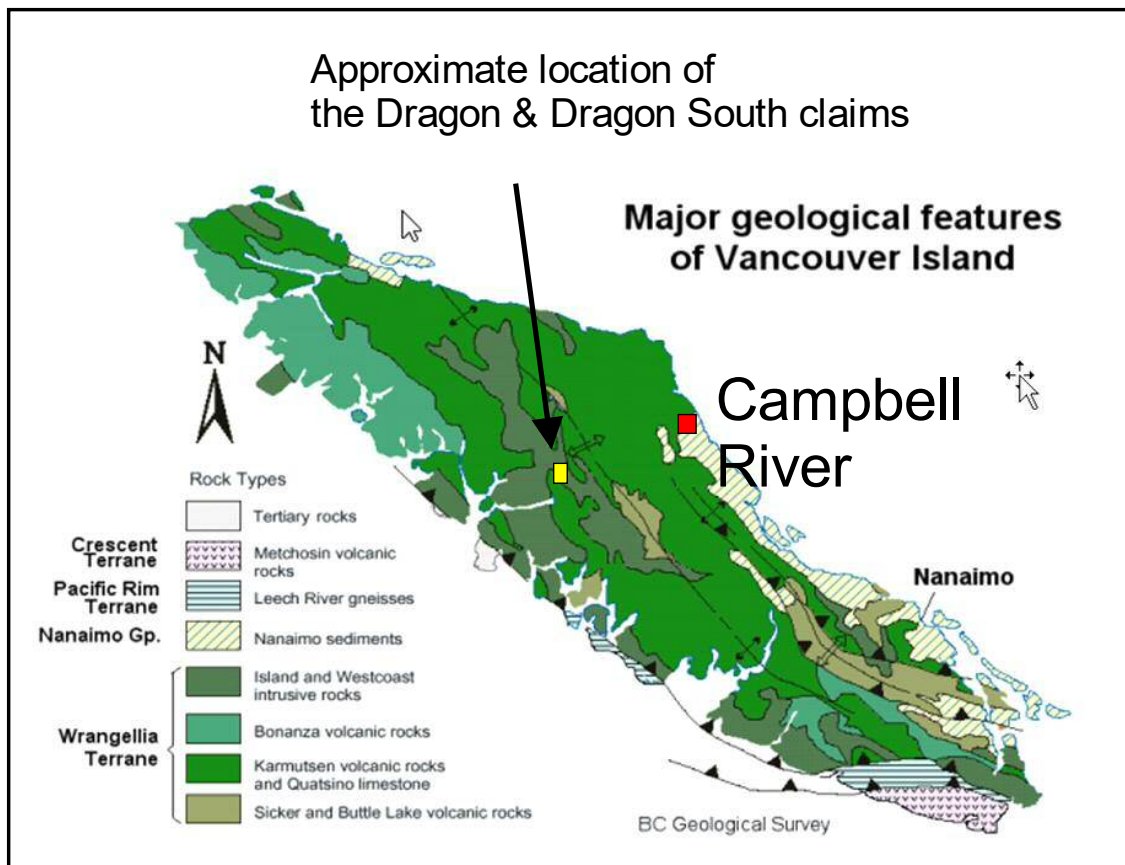 Approximate location of
the Dragon & Dragon South claims
Major geological features
of Vancouver Island
N
Campbell
River
Nanaimo
Rock Types
Tertiary rocks
Crescent
Terrane
Metchosin volcanic
rocks
Pacific Rim
Terrane
Leech River gneisses
Nanaimo Gp.
Nanaimo sediments
Wrangellia
Terrane
Island and Westcoast
intrusive rocks
Bonanza volcanic rocks
Karmutsen volcanic rocks
and Quatsino limestone
Sicker and Buttle Lake volcanic rocks
BC Geological Survey